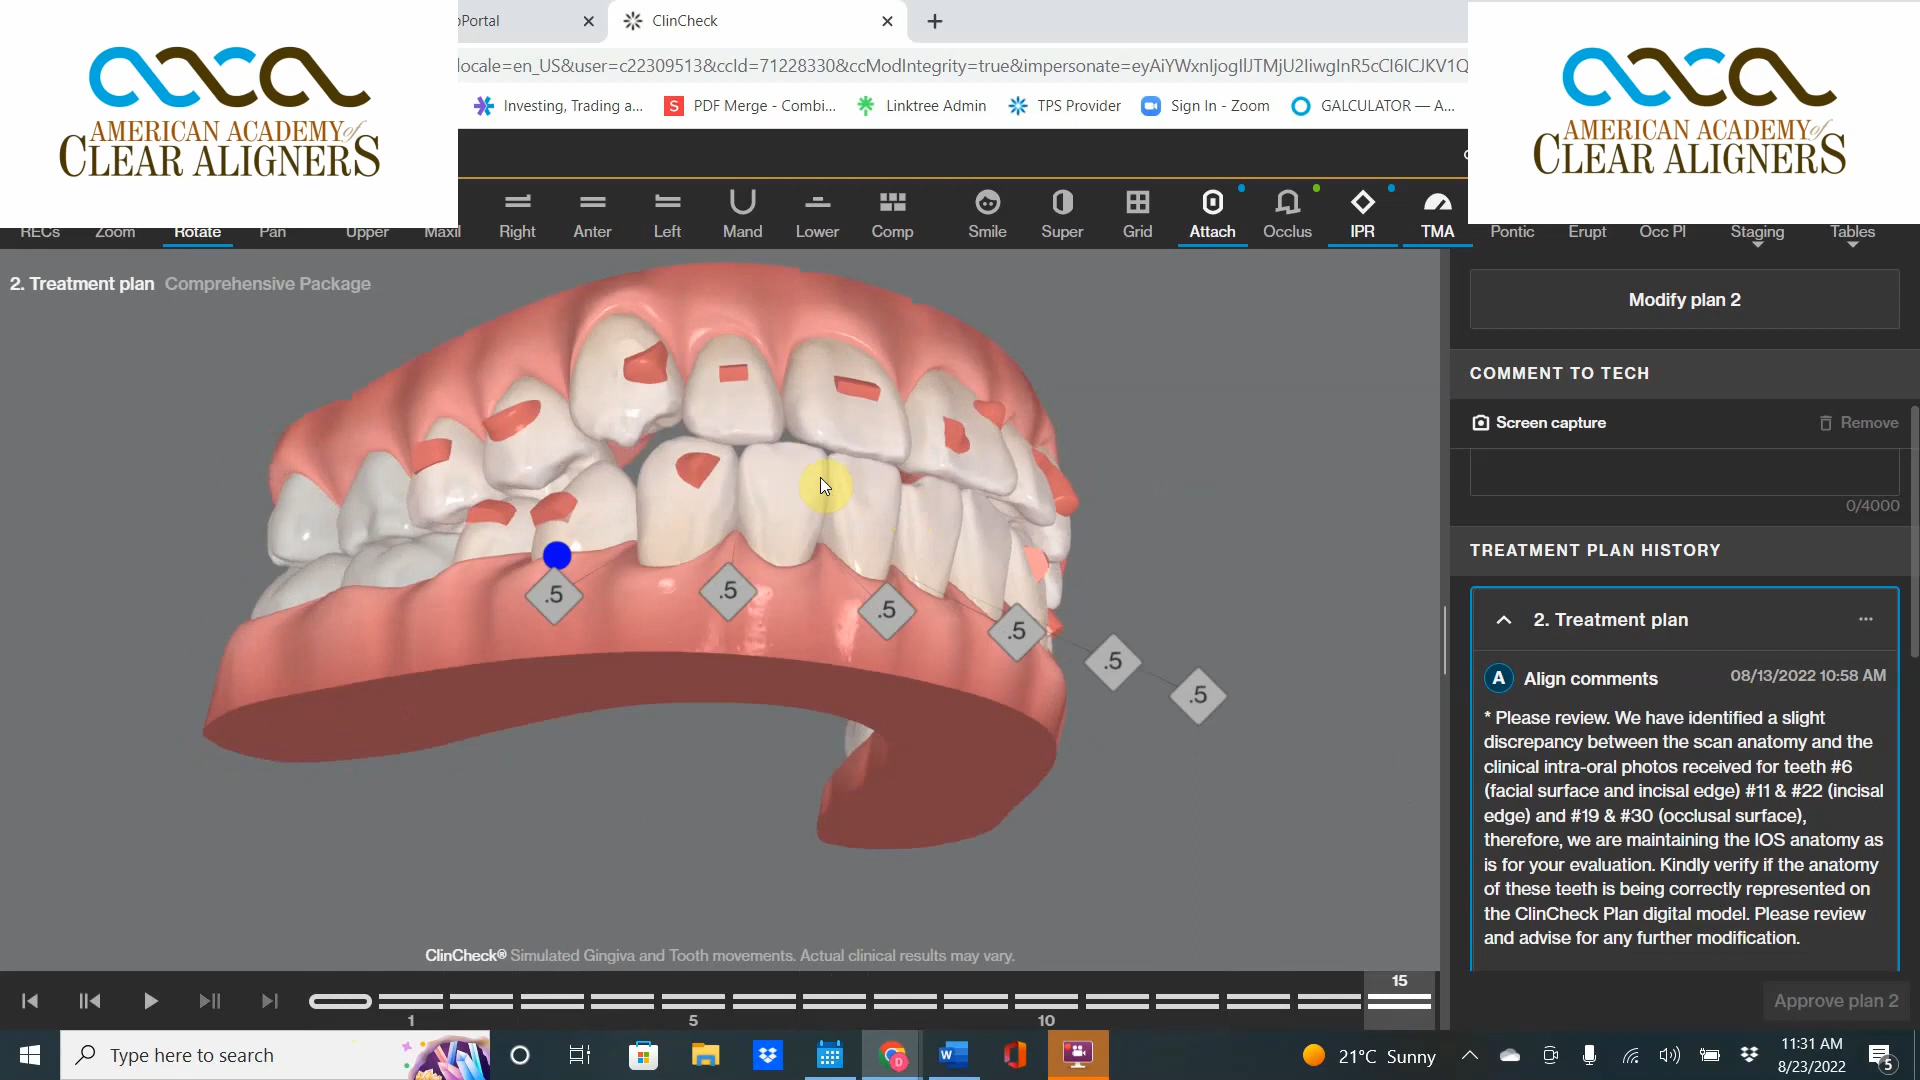 Portal
ClinCheck
locale=en_US&user=c22309513&ccId=71228330&ccModIntegrity=true&impersonate=
Investing, Trading a...
PDF Merge - Combi...
Linktree Admin
TPS Provider
Sign In - Zoom
GALCULATOR — A...
AMERICAN ACADEMY of
CLEAR ALIGNERS
AMERICAN ACADEMY of
CLEAR ALIGNERS
RECs
Zoom
Rotate
Pan
Upper
Maxil
Right
Anter
Left
Mand
Lower
Comp
Smile
Super
Grid
Attach
Occlus
IPR
TMA
Pontic
Erupt
Occ Pl
Staging
Tables
2. Treatment plan Comprehensive Package
.5
.5
.5
.5
.5
.5
ClinCheck® Simulated Gingiva and Tooth movements. Actual clinical results may vary.
Modify plan 2
COMMENT TO TECH
Screen capture
Remove
0/4000
TREATMENT PLAN HISTORY
2. Treatment plan
...
A
Align comments
08/13/2022 10:58 AM
* Please review. We have identified a slight
discrepancy between the scan anatomy and the
clinical intra-oral photos received for teeth #6
(facial surface and incisal edge) #11 & #22 (incisal
edge) and #19 & #30 (occlusal surface),
therefore, we are maintaining the IOS anatomy as
is for your evaluation. Kindly verify if the anatomy
of these teeth is being correctly represented on
the ClinCheck Plan digital model. Please review
and advise for any further modification.
15
1
5
10
Approve plan 2
Type here to search
21°C Sunny
11:31 AM
8/23/2022
5